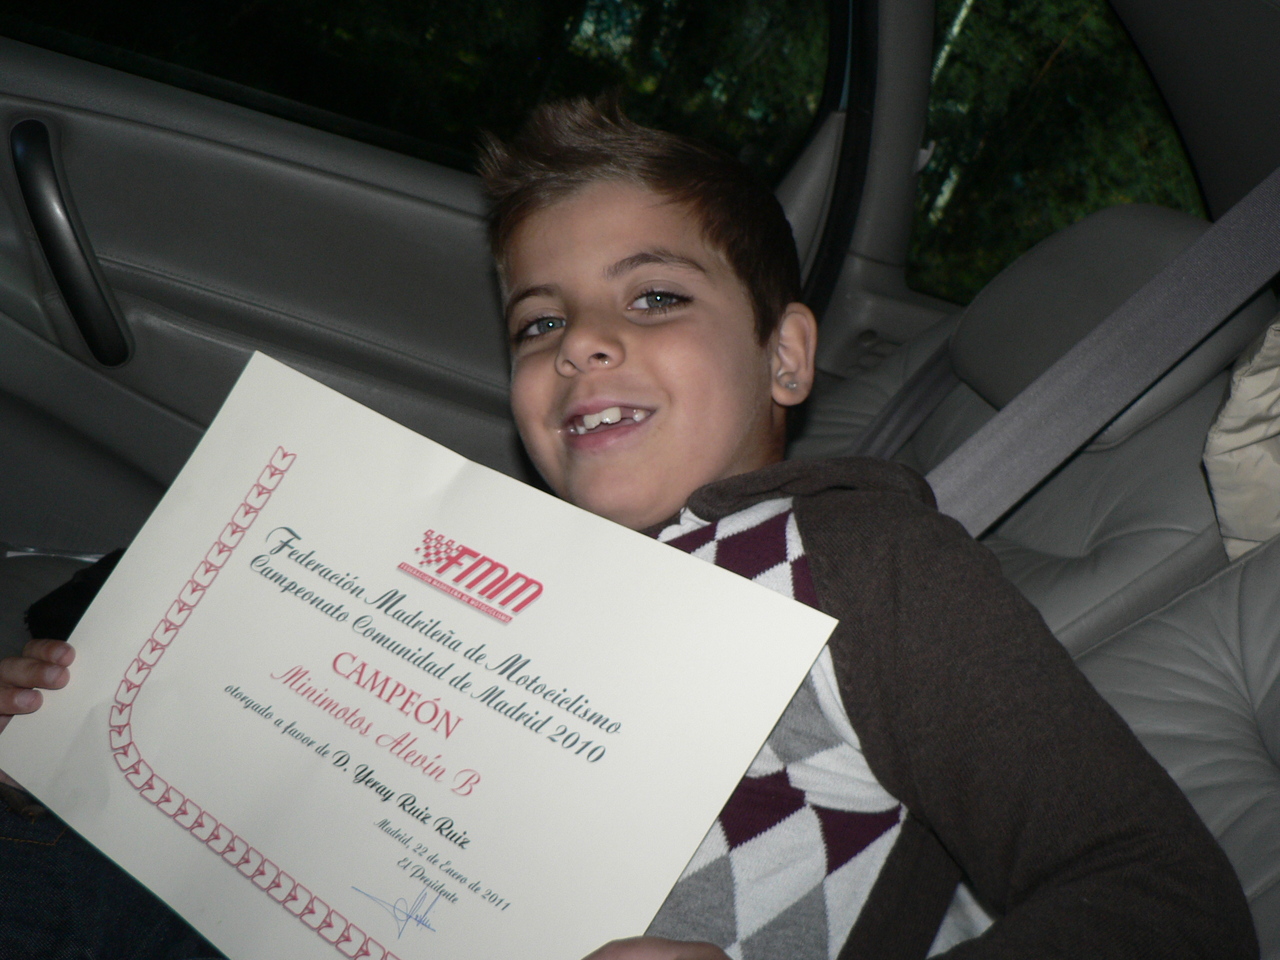 FMM
FEDERACIÓN MADRILEÑA DE MOTOCICLISMO
Federación Madrileña de Motociclismo
Campeonato Comunidad de Madrid 2010
CAMPEÓN
Minimotos Alevín B
otorgado a favor de D. Yeray Ruiz Ruiz
Madrid, 22 de Enero de 2011
El Presidente